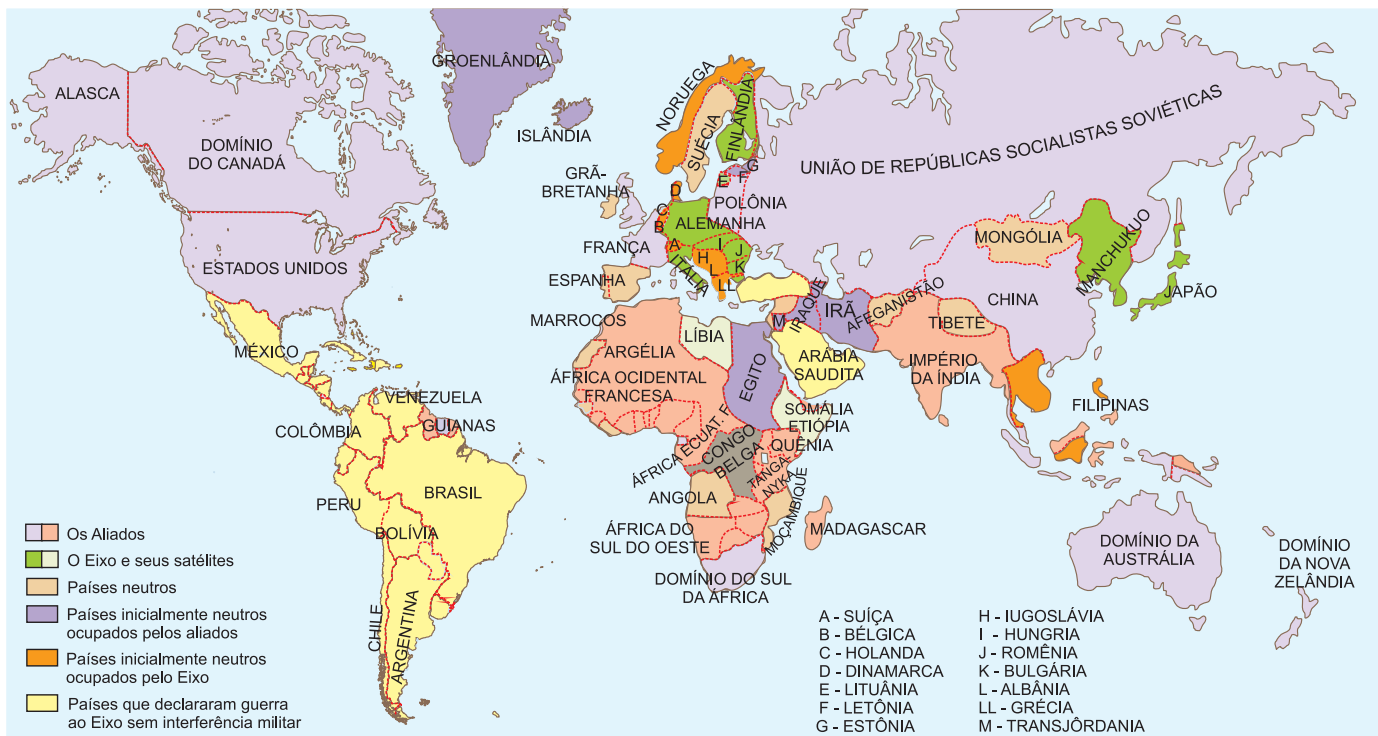 GROENLÂNDIA
ALASCA
ISLÂNDIA
DOMÍNIO
DO CANADÁ
ESTADOS UNIDOS
NORUEGA
SUÉCIA
FINLÂNDIA
UNIÃO DE REPÚBLICAS SOCIALISTAS SOVIÉTICAS
GRÃ-
BRETANHA
G
F
E
D
C
B
A
POLÔNIA
ALEMANHA
FRANÇA
I
H
J
K
L
LL
ITÁLIA
ESPANHA
MONGÓLIA
MANCHUKUO
JAPÃO
CHINA
TIBETE
AFEGANISTÃO
IRÃ
IRAQUE
M
MARROCOS
ARGÉLIA
LÍBIA
EGITO
ARÁBIA
SAUDITA
IMPÉRIO
DA ÍNDIA
FILIPINAS
ÁFRICA OCIDENTAL
FRANCESA
ÁFRICA ECUAT. F.
SOMÁLIA
ETIÓPIA
QUÊNIA
CONGO
BELGA
TANGA-
NYKA
ANGOLA
MOÇAMBIQUE
MADAGASCAR
ÁFRICA DO
SUL DO OESTE
DOMÍNIO DO SUL
DA ÁFRICA
DOMÍNIO DA
AUSTRÁLIA
DOMÍNIO
DA NOVA
ZELÂNDIA
MÉXICO
VENEZUELA
GUIANAS
COLÔMBIA
PERU
BRASIL
BOLÍVIA
CHILE
ARGENTINA
Os Aliados
O Eixo e seus satélites
Países neutros
Países inicialmente neutros
ocupados pelos aliados
Países inicialmente neutros
ocupados pelo Eixo
Países que declararam guerra
ao Eixo sem interferência militar
A - SUÍÇA
B - BÉLGICA
C - HOLANDA
D - DINAMARCA
E - LITUÂNIA
F - LETÔNIA
G - ESTÔNIA
H - IUGOSLÁVIA
I - HUNGRIA
J - ROMÊNIA
K - BULGÁRIA
L - ALBÂNIA
LL - GRÉCIA
M - TRANSJÔRDANIA